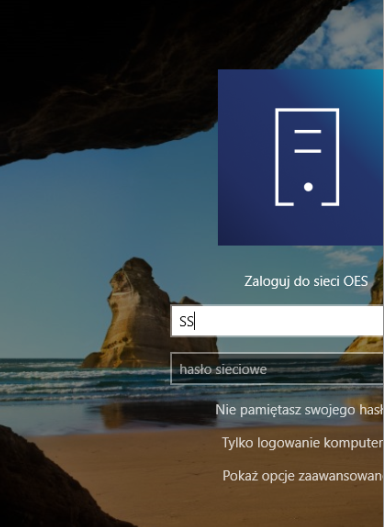 Zaloguj do sieci OES
SS
hasło sieciowe
Nie pamiętasz swojego hasł
Tylko logowanie komputer
Pokaż opcje zaawansowan